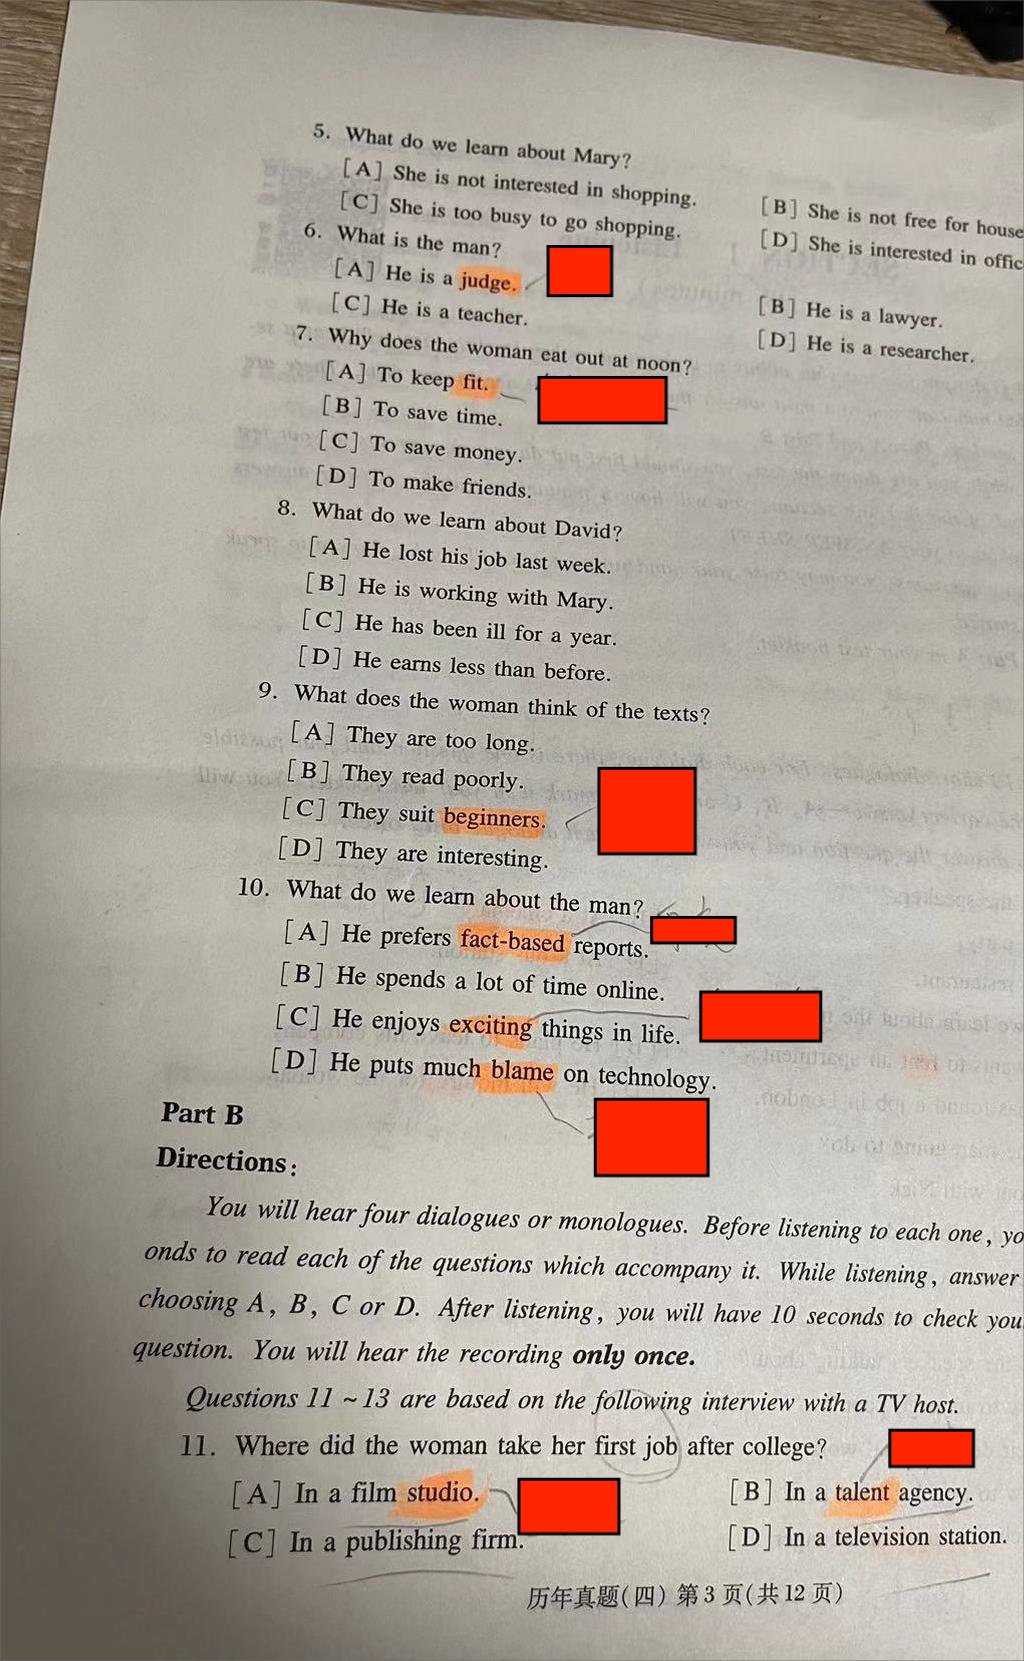 5. What do we learn about Mary?
[A] She is not interested in shopping.
[B] She is not free for house
[C] She is too busy to go shopping.
[D] She is interested in offic
6. What is the man?
[A] He is a judge.
[B] He is a lawyer.
[C] He is a teacher.
[D] He is a researcher.
7. Why does the woman eat out at noon?
[A] To keep fit.
[B] To save time.
[C] To save money.
[D] To make friends.
8. What do we learn about David?
[A] He lost his job last week.
[B] He is working with Mary.
[C] He has been ill for a year.
[D] He earns less than before.
9. What does the woman think of the texts?
[A] They are too long.
[B] They read poorly.
[C] They suit beginners.
[D] They are interesting.
10. What do we learn about the man?
[A] He prefers fact-based reports.
[B] He spends a lot of time online.
[C] He enjoys exciting things in life.
[D] He puts much blame on technology.
Part B
Directions:
You will hear four dialogues or monologues. Before listening to each one, yo
onds to read each of the questions which accompany it. While listening, answer
choosing A, B, C or D. After listening, you will have 10 seconds to check you
question. You will hear the recording only once.
Questions 11 ~ 13 are based on the following interview with a TV host.
11. Where did the woman take her first job after college?
[A] In a film studio.
[B] In a talent agency.
[C] In a publishing firm.
[D] In a television station.
历年真题(四) 第3页(共12页)